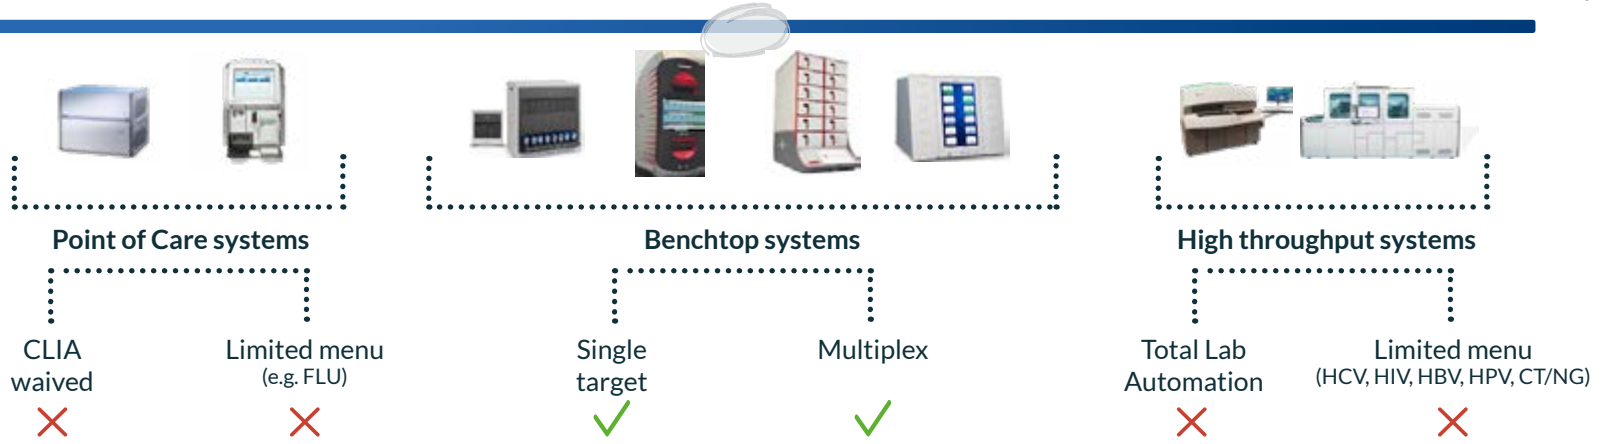 Point of Care systems
Benchtop systems
High throughput systems
CLIA
waived
Limited menu
(e.g. FLU)
Single
target
Multiplex
Total Lab
Automation
Limited menu
(HCV, HIV, HBV, HPV, CT/NG)